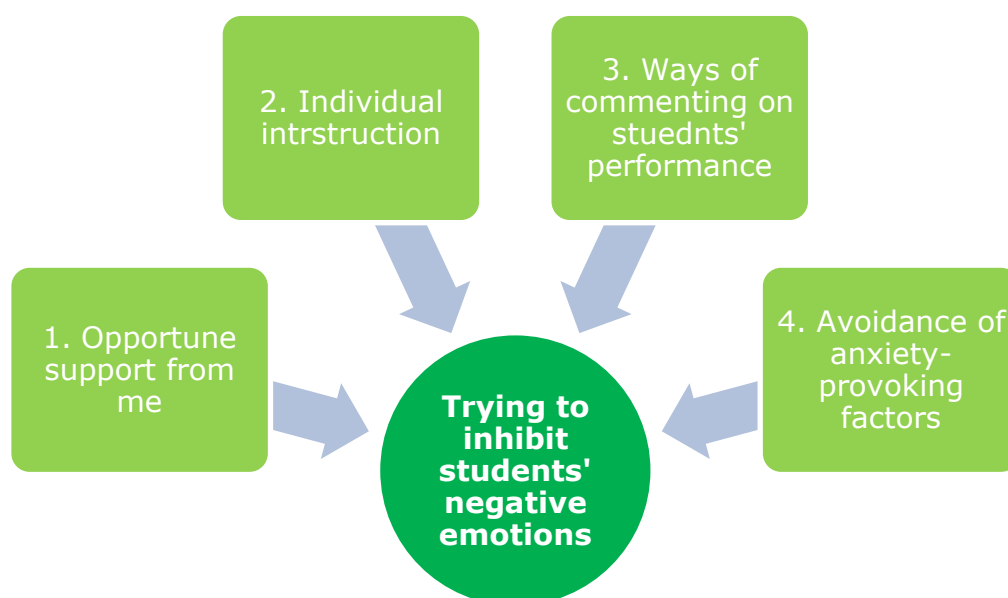 1. Opportune
support from
me
2. Individual
intrstruction
3. Ways of
commenting on
stuednts'
performance
4. Avoidance of
anxiety-
provoking
factors
Trying to
inhibit
students'
negative
emotions